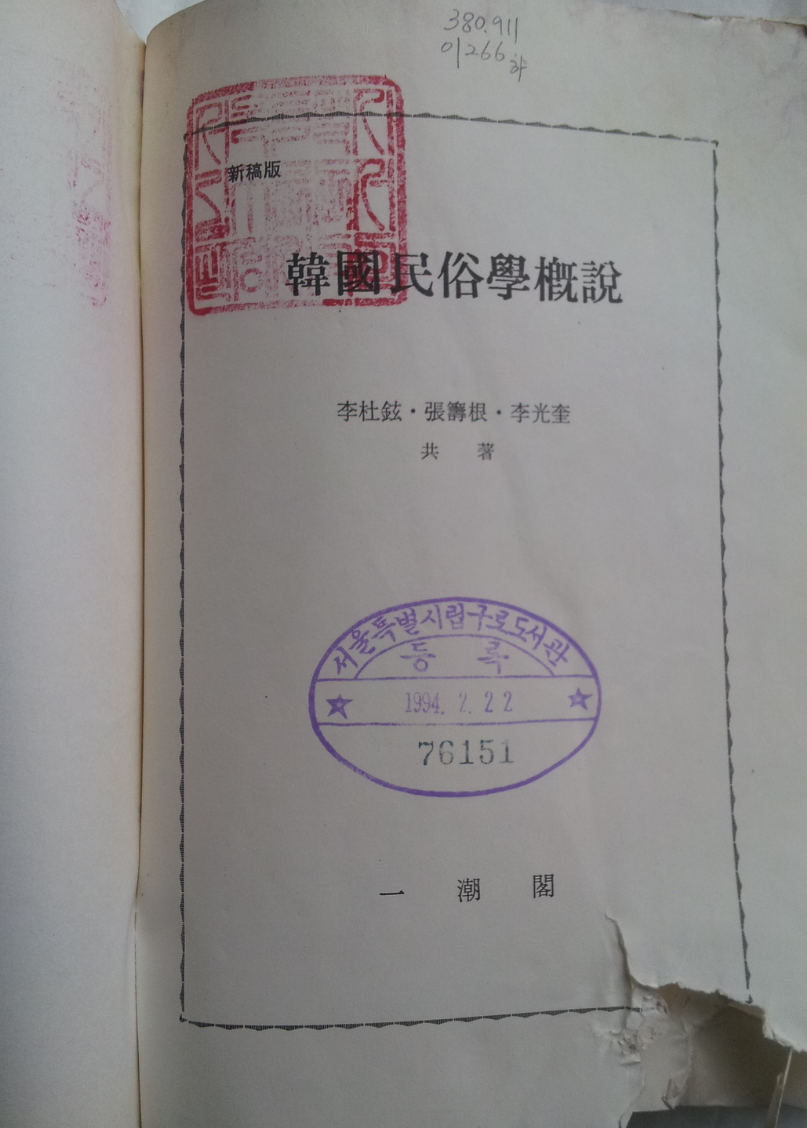 380.911
이266ㅎ
新稿版
韓國民俗學槪說
李杜鉉・張籌根・李光奎
共 著
서울특별시립구로도서관
등 록
1994. 2. 22
76151
一 潮 閣